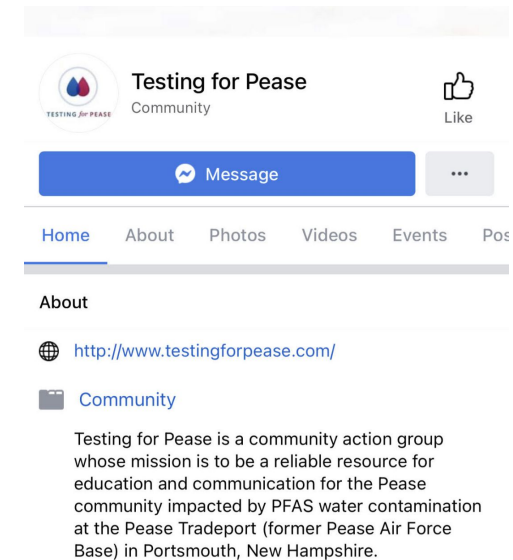 Testing for Pease
Community
TESTING for PEASE
Like
Message
Home About Photos Videos Events Pos
About
http://www.testingforpease.com/
Community
Testing for Pease is a community action group
whose mission is to be a reliable resource for
education and communication for the Pease
community impacted by PFAS water contamination
at the Pease Tradeport (former Pease Air Force
Base) in Portsmouth, New Hampshire.